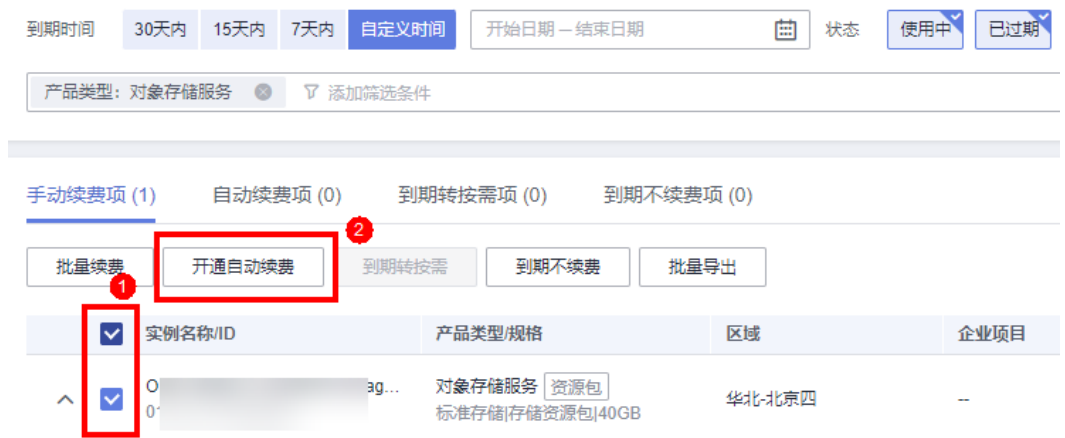 到期时间 30天内 15天内 7天内 自定义时间 开始日期 – 结束日期 状态 使用中 已过期
产品类型：对象存储服务 添加筛选条件
手动续费项 (1) 自动续费项 (0) 到期转按需项 (0) 到期不续费项 (0)
2
批量续费 开通自动续费 到期转按需 到期不续费 批量导出
1
实例名称/ID 产品类型/规格 区域 企业项目
O ag... 对象存储服务 资源包 华北-北京四 --
01 标准存储|存储资源包|40GB